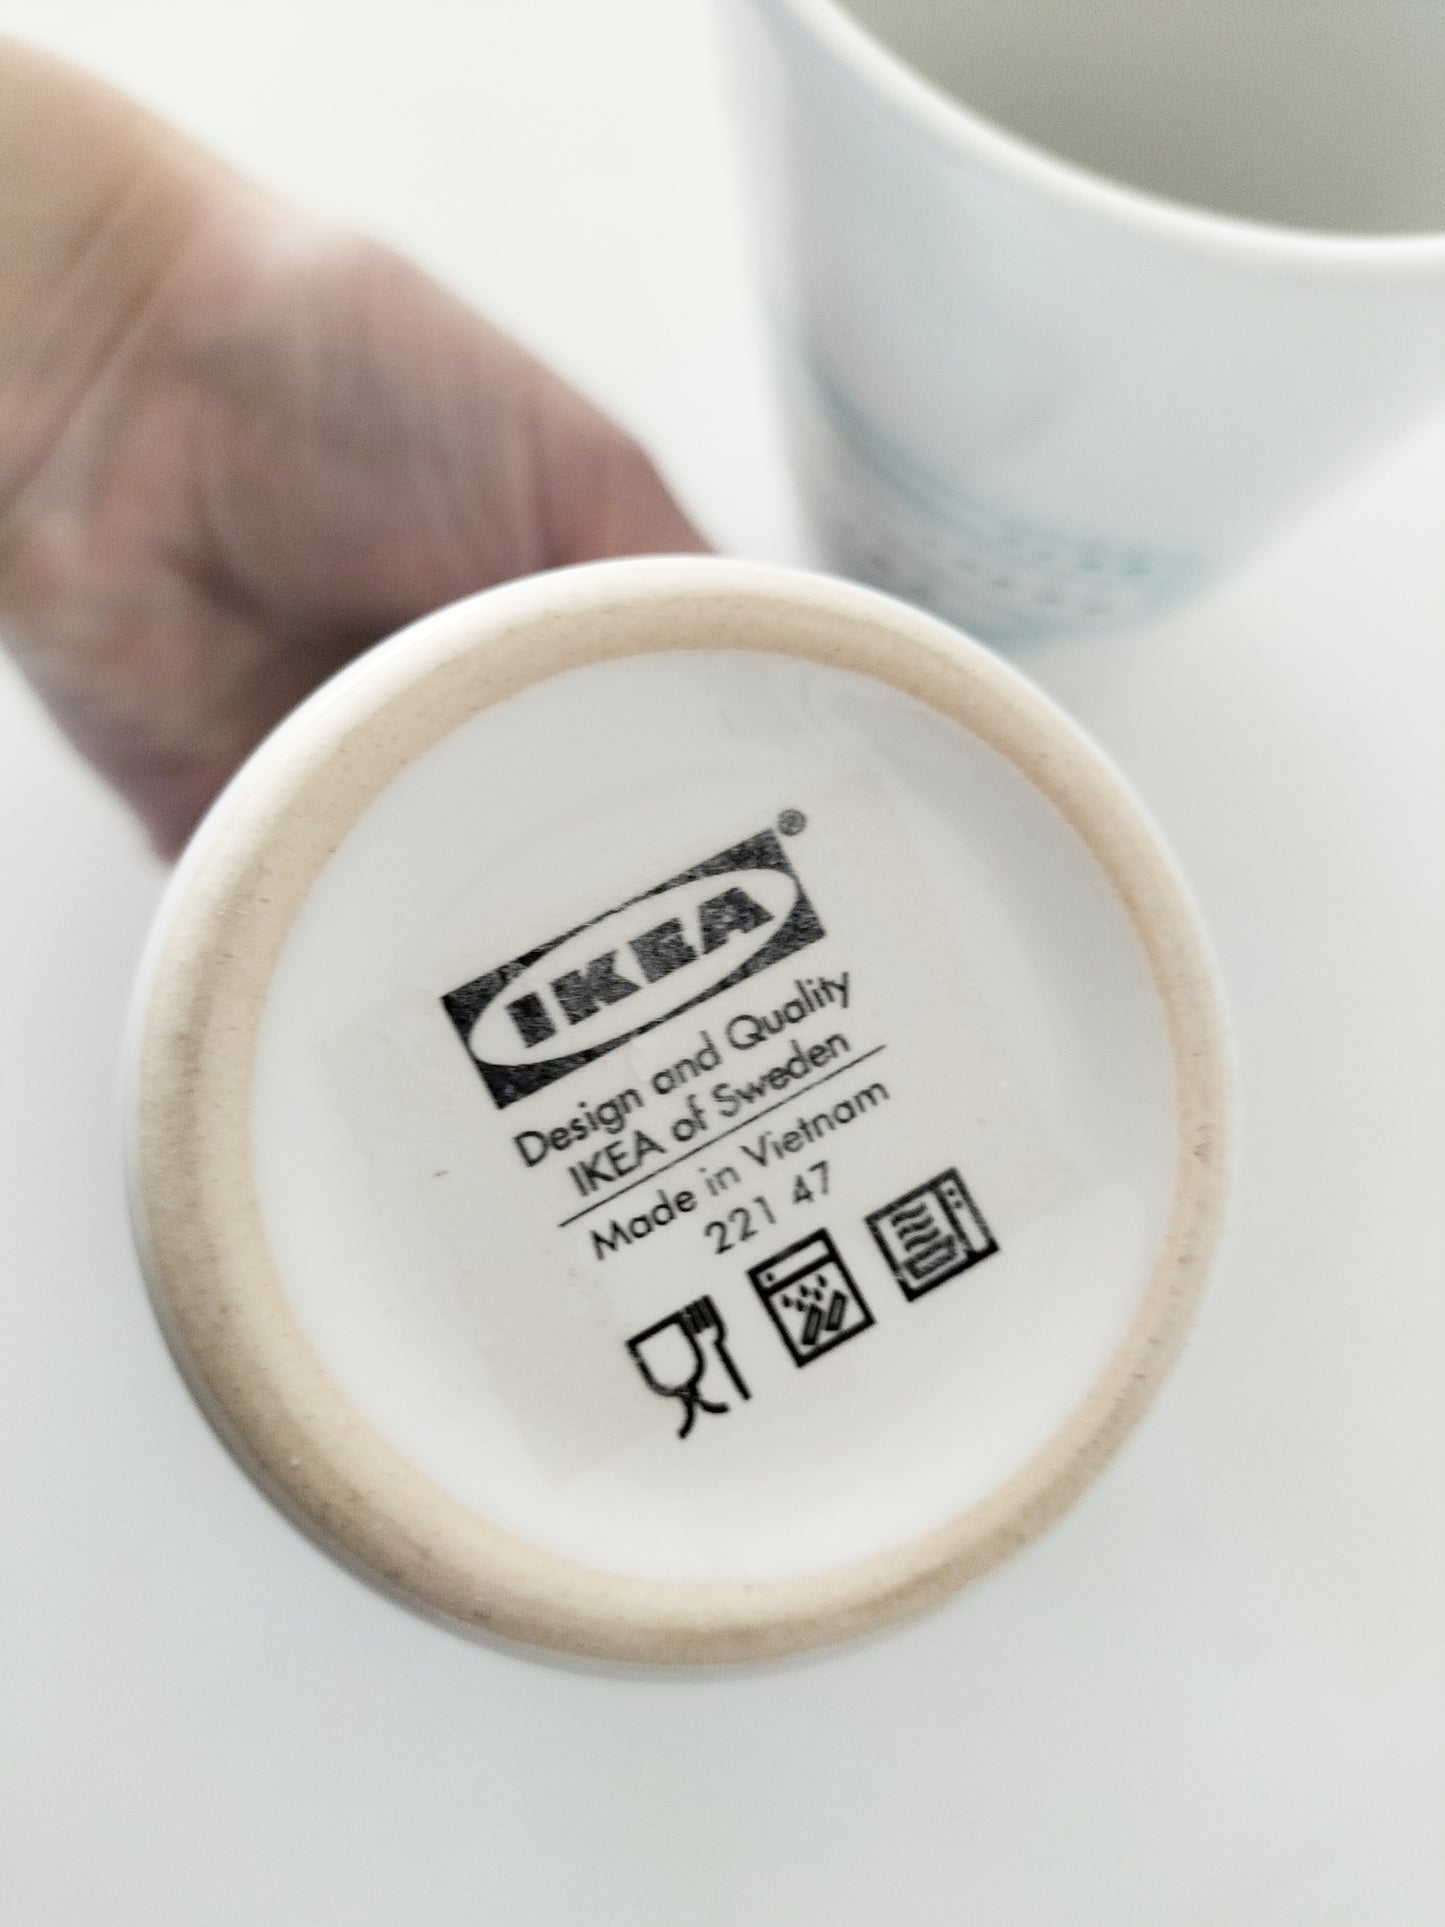 IKEA®
Design and Quality
IKEA of Sweden
Made in Vietnam
221 47